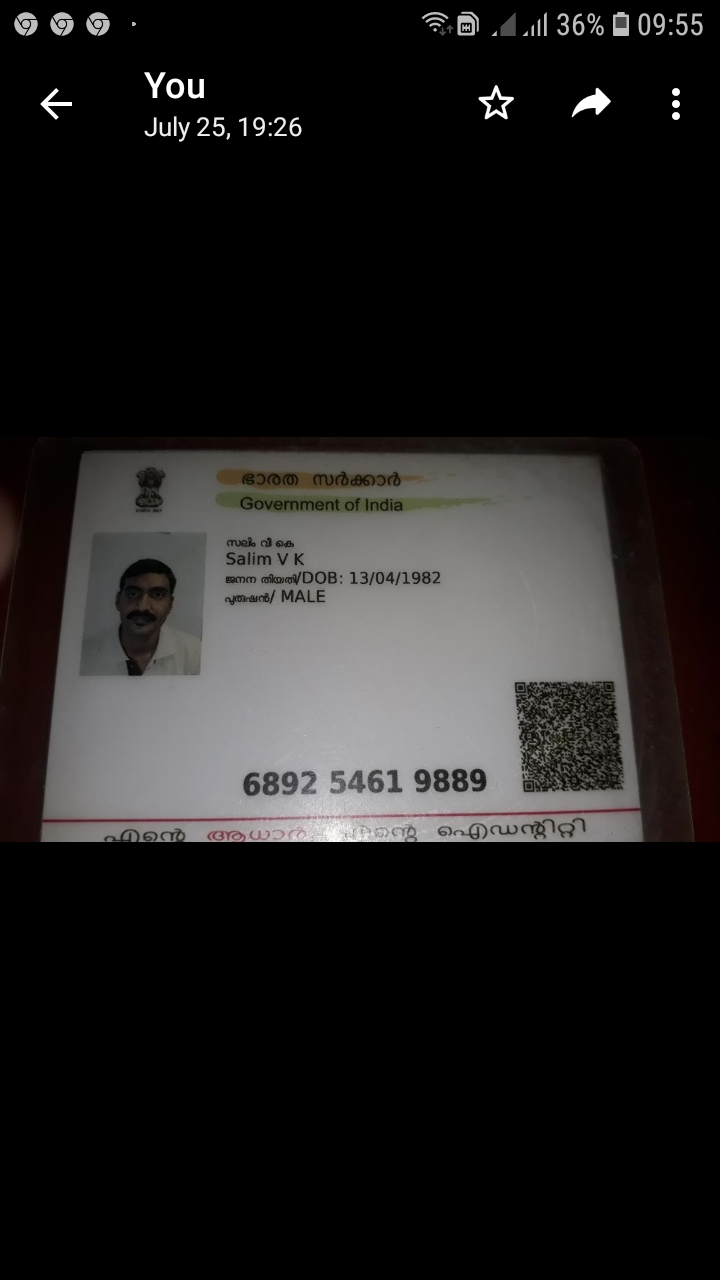 36% 09:55
You
July 25, 19:26
ഭാരത സർക്കാർ
Government of India
സലിം വീ കെ
Salim V K
ജനന തിയതി/DOB: 13/04/1982
പുരുഷൻ/ MALE
6892 5461 9889
എന്റെ ആധാർ, എന്റെ ഐഡന്റിറ്റി